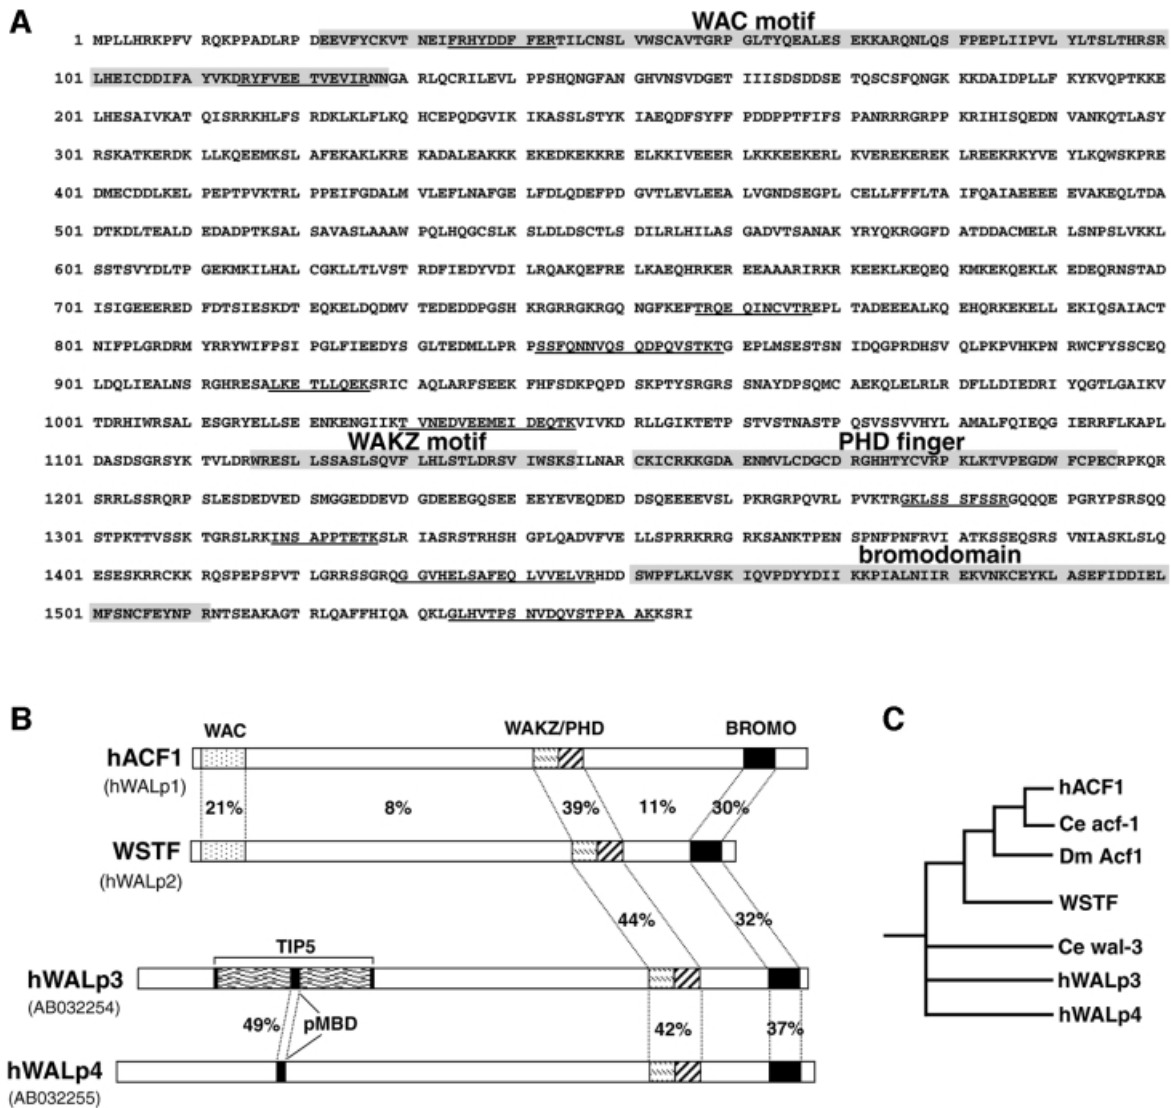 A
WAC motif
1 MPLLHRKPFV RQKPPADLRP DEEVFYCKVT NEIFRHYDDF FERTILCNSL VWSCAVTGRP GLTYQEALES EKKARQNLQS FPEPLIIPVL YLTSLTHRSR
101 LHEICDDIFA YVKDRYFVEE TVEVIRNNGA RLQCRILEVL PPSHQNGFAN GHVNSVDGET IIISDSDDSE TQSCSFQNGK KKDAIDPLLF KYKVQPTKKE
201 LHESAIVKAT QISRRKHLFS RDKLKLFLKQ HCEPQDGVIK IKASSLSTYK IAEQDFSYFF PDDPPTFIFS PANRRRGRPP KRIHISQEDN VANKQTLASY
301 RSKATKERDK LLKQEEMKSL AFEKAKLKRE KADALEAKKK EKEDKEKKRE ELKKIVEEER LKKKEEKERL KVEREKEREK LREEKRKYVE YLKQWSKPRE
401 DMECDDLKEL PEPTPVKTRL PPEIFGDALM VLEFLNAFGE LFDLQDEFPD GVTLEVLEEA LVGNDSEGPL CELLFFFLTA IFQAIAEEEE EVAKEQLTDA
501 DTKDLTEALD EDADPTKSAL SAVASLAAAW PQLHQGCSLK SLDLDSCTLS DILRLHILAS GADVTSANAK YRYQKRGGFD ATDDACMELR LSNPSLVKKL
601 SSTSVYDLTP GEKMKILHAL CGKLLTLVST RDFIEDYVDI LRQAKQEFRE LKAEQHRKER EEAAARIRKR KEEKLKEQEQ KMKEKQEKLK EDEQRNSTAD
701 ISIGEEERED FDTSIESKDT EQKELDQDMV TEDEDDPGSH KRGRRGKRGQ NGFKEFTRQE QINCVTREPL TADEEEALKQ EHQRKEKELL EKIQSAIACT
801 NIFPLGRDRM YRRYWIFPSI PGLFIEEDYS GLTEDMLLPR PSSFQNNVQS QDPQVSTKTG EPLMSESTSN IDQGPRDHSV QLPKPVHKPN RWCFYSSCEQ
901 LDQLIEALNS RGHRESALKE TLLQEKSRIC AQLARFSEEK FHFSDKPQPD SKPTYSRGRS SNAYDPSQMC AEKQLELRLR DFLLDIEDRI YQGTLGAIKV
1001 TDRHIWRSAL ESGRYELLSE ENKENGIIKT VNEDVEEMEI DEQTKVIVKD RLLGIKTETP STVSTNASTP QSVSSVVHYL AMALFQIEQG IERRFLKAPL
WAKZ motif PHD finger
1101 DASDSGRSYK TVLDRWRESL LSSASLSQVF LHLSTLDRSV IWSKSILNAR CKICRKKGDA ENMVLCDGCD RGHHTYCVRP KLKTVPEGDW FCPECRPKQR
1201 SRRLSSRQRP SLESDEDVED SMGGEDDEVD GDEEEGQSEE EEYEVEQDED DSQEEEEVSL PKRGRPQVRL PVKTRGKLSS SFSSRGQQQE PGRYPSRSQQ
1301 STPKTTVSSK TGRSLRKINS APPTETKSLR IASRSTRHSH GPLQADVFVE LLSPRRKRRG RKSANKTPEN SPNFPNFRVI ATKSSEQSRS VNIASKLSLQ
bromodomain
1401 ESESKRRCKK RQSPEPSPVT LGRRSSGRQG GVHELSAFEQ LVVELVRHDD SWPFLKLVSK IQVPDYYDII KKPIALNIIR EKVNKCEYKL ASEFIDDIEL
1501 MFSNCFEYNP RNTSEAKAGT RLQAFFHIQA QKLGLHVTPS NVDQVSTPPA AKKSRI
B
WAC WAKZ/PHD BROMO
hACF1
(hWALp1)
21% 8% 39% 11% 30%
WSTF
(hWALp2)
44% 32%
TIP5
hWALp3
(AB032254)
49% pMBD 42% 37%
hWALp4
(AB032255)
C
hACF1
Ce acf-1
Dm Acf1
WSTF
Ce wal-3
hWALp3
hWALp4